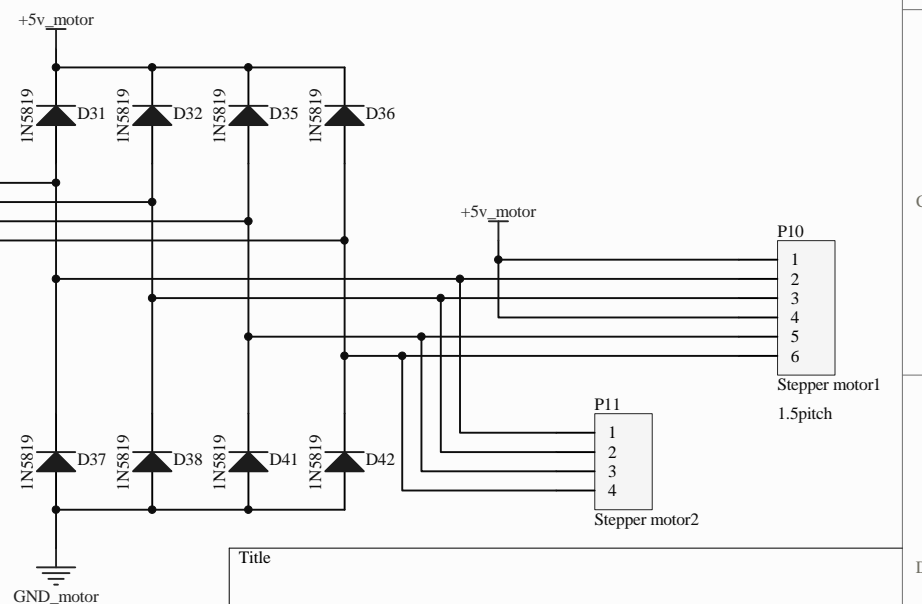 +5v_motor
1N5819 D31
1N5819 D32
1N5819 D35
1N5819 D36
+5v_motor
P10
1
2
3
4
5
6
Stepper motor1
1.5pitch
P11
1
2
3
4
Stepper motor2
1N5819 D37
1N5819 D38
1N5819 D41
1N5819 D42
GND_motor
Title